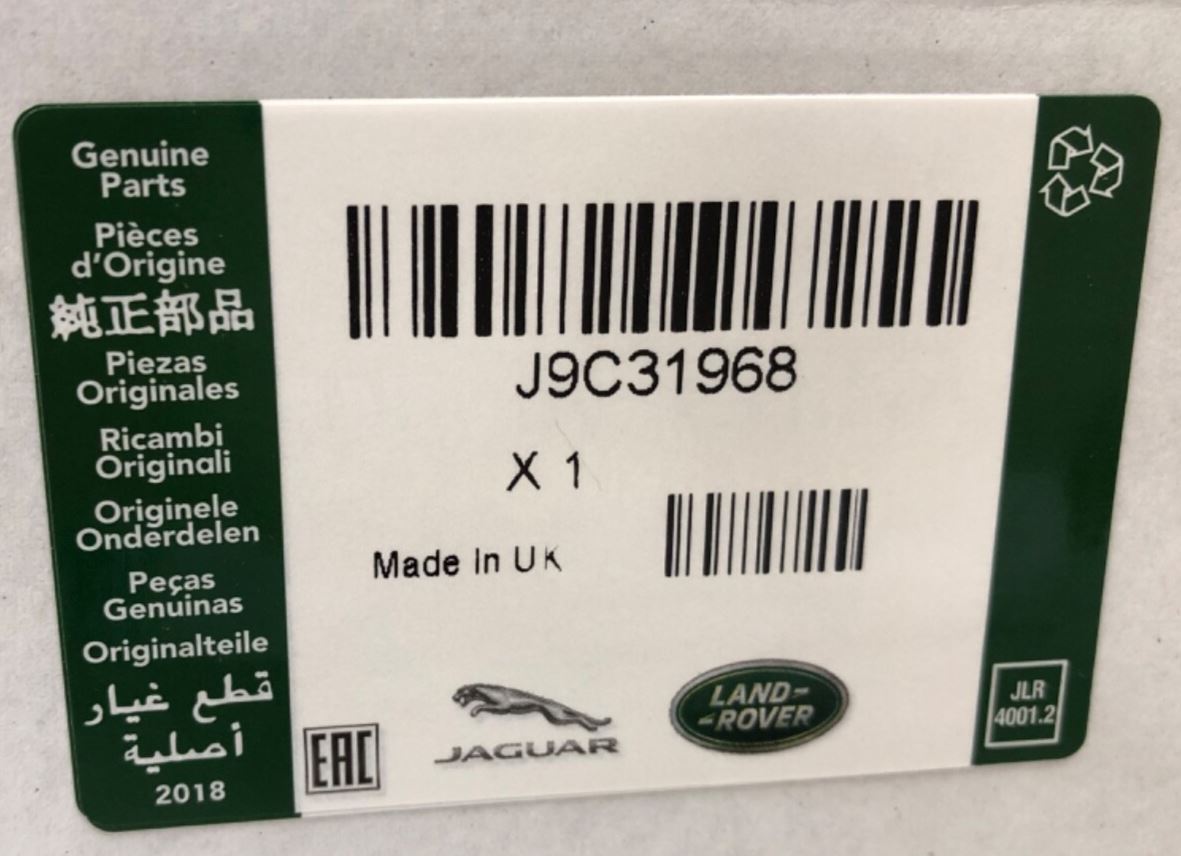 Genuine
Parts
Pièces
d'Origine
純正部品
Piezas
Originales
Ricambi
Originali
Originele
Onderdelen
Peças
Genuinas
Originalteile
قطع غيار
أصلية
2018
J9C31968
X 1
Made In UK
EAC
JAGUAR
LAND-
-ROVER
JLR
4001.2